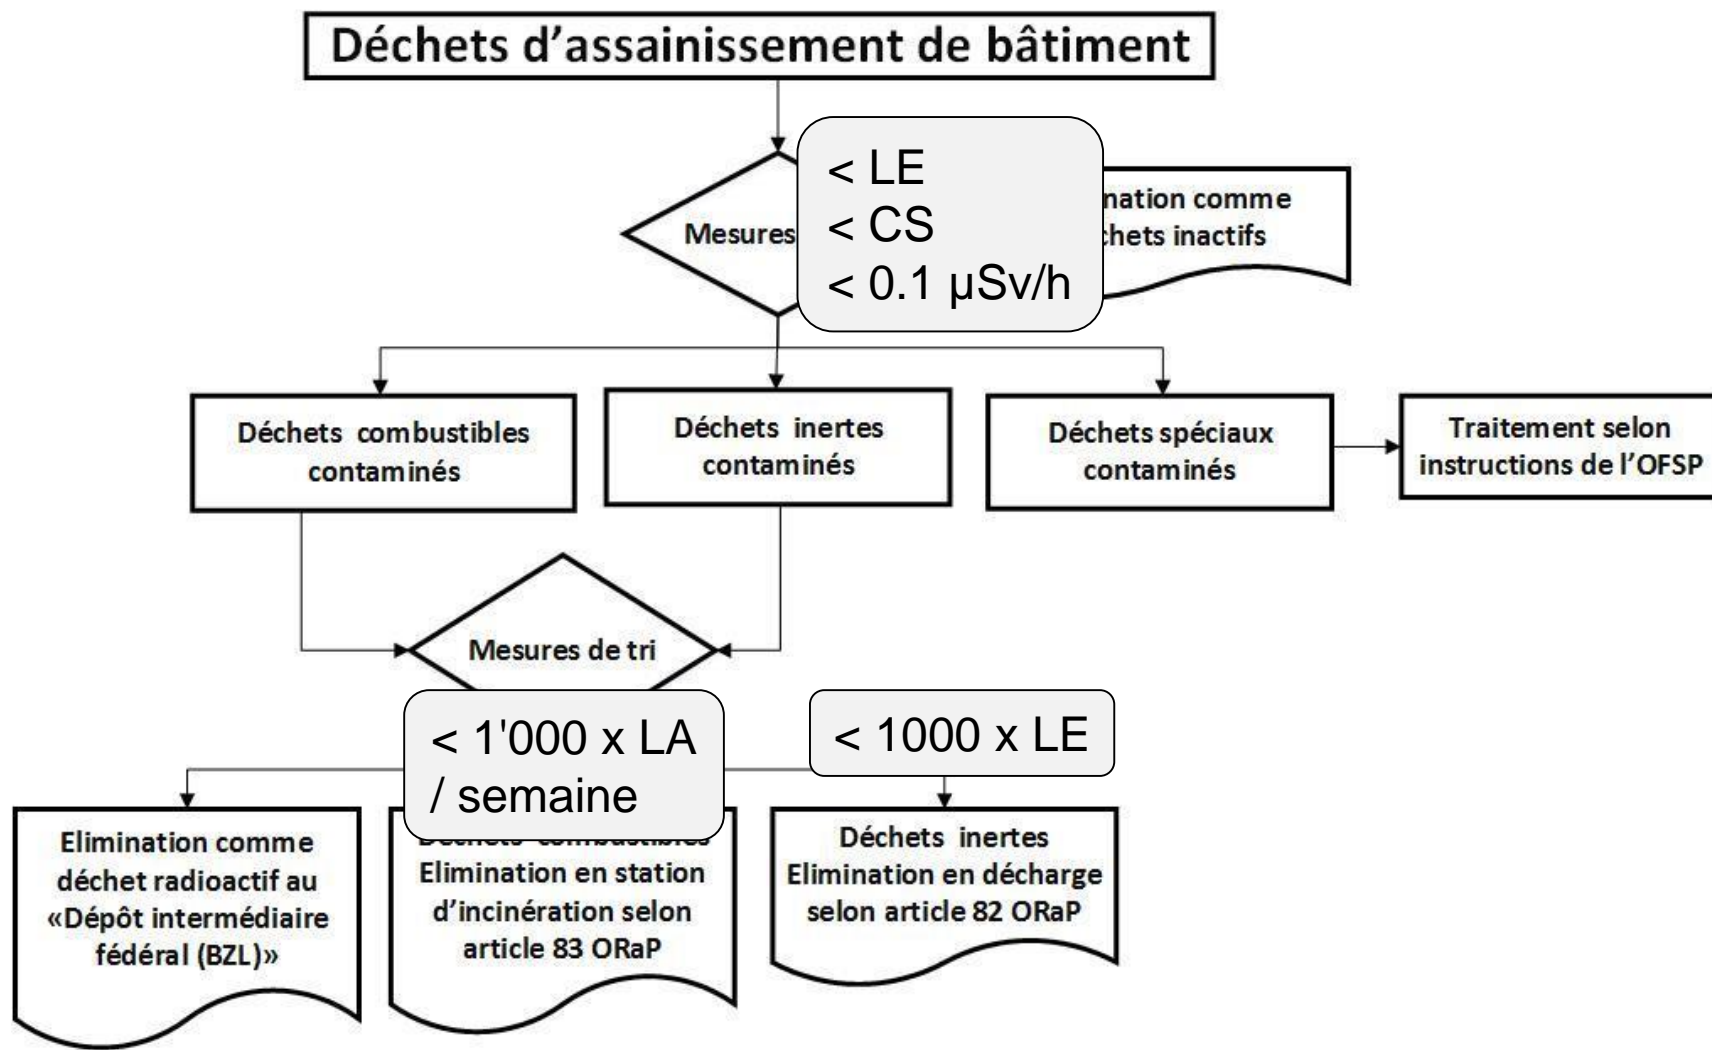 Déchets d’assainissement de bâtiment
< LE
< CS
< 0.1 µSv/h
Mesures
nation comme
chets inactifs
Déchets combustibles
contaminés
Déchets inertes
contaminés
Déchets spéciaux
contaminés
Traitement selon
instructions de l’OFSP
Mesures de tri
< 1'000 x LA
/ semaine
< 1000 x LE
Elimination comme
déchet radioactif au
«Dépôt intermédiaire
fédéral (BZL)»
Déchets combustibles
Elimination en station
d’incinération selon
article 83 ORaP
Déchets inertes
Elimination en décharge
selon article 82 ORaP